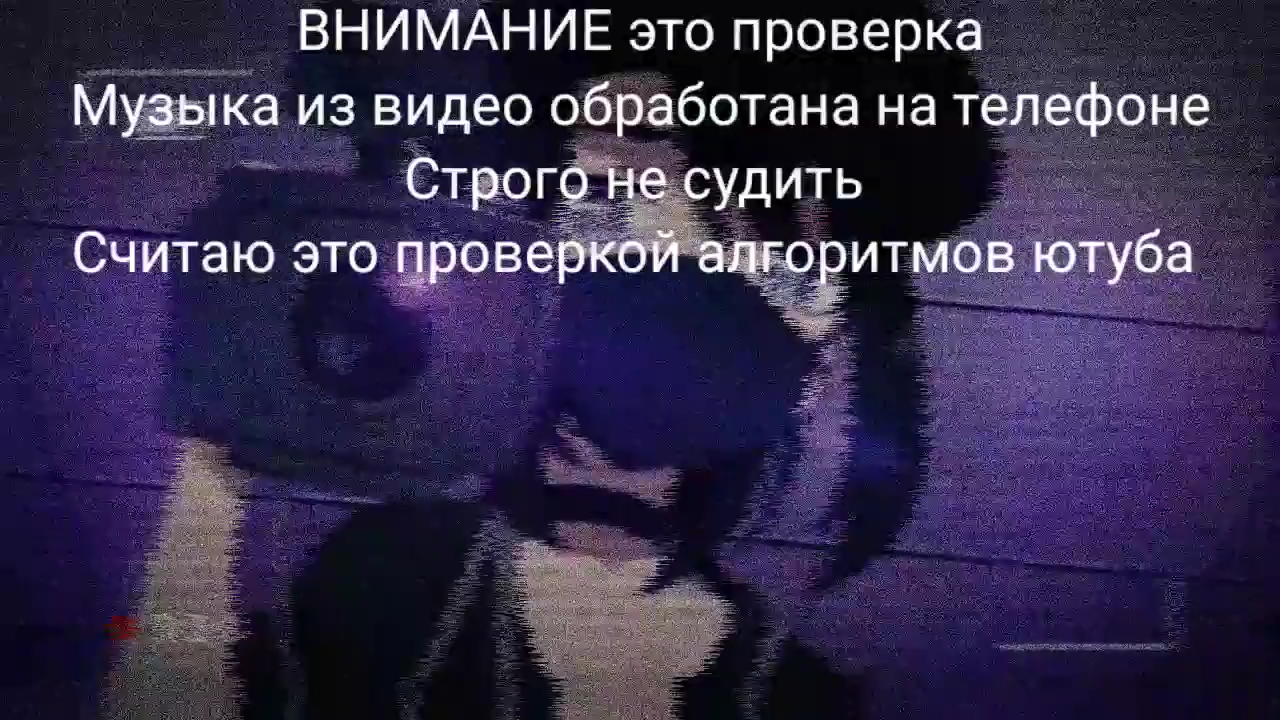 ВНИМАНИЕ это проверка
Музыка из видео обработана на телефоне
Строго не судить
Считаю это проверкой алгоритмов ютуба